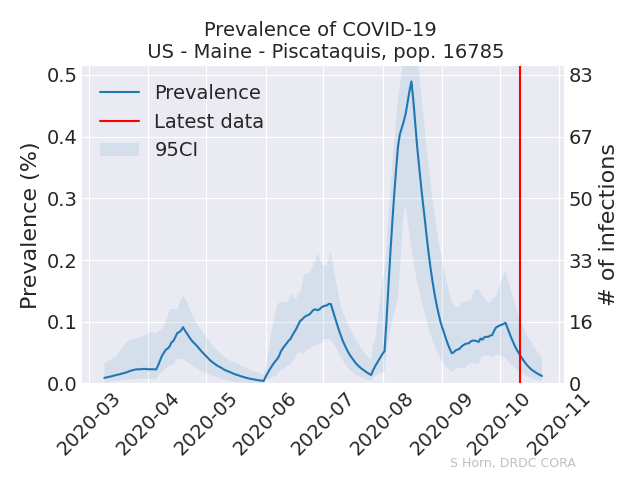 Prevalence of COVID-19
US - Maine - Piscataquis, pop. 16785
Prevalence (%)
0.5
0.4
0.3
0.2
0.1
0.0
Prevalence
Latest data
95CI
83
67
50
33
16
0
# of infections
2020-03
2020-04
2020-05
2020-06
2020-07
2020-08
2020-09
2020-10
2020-11
S Horn, DRDC CORA